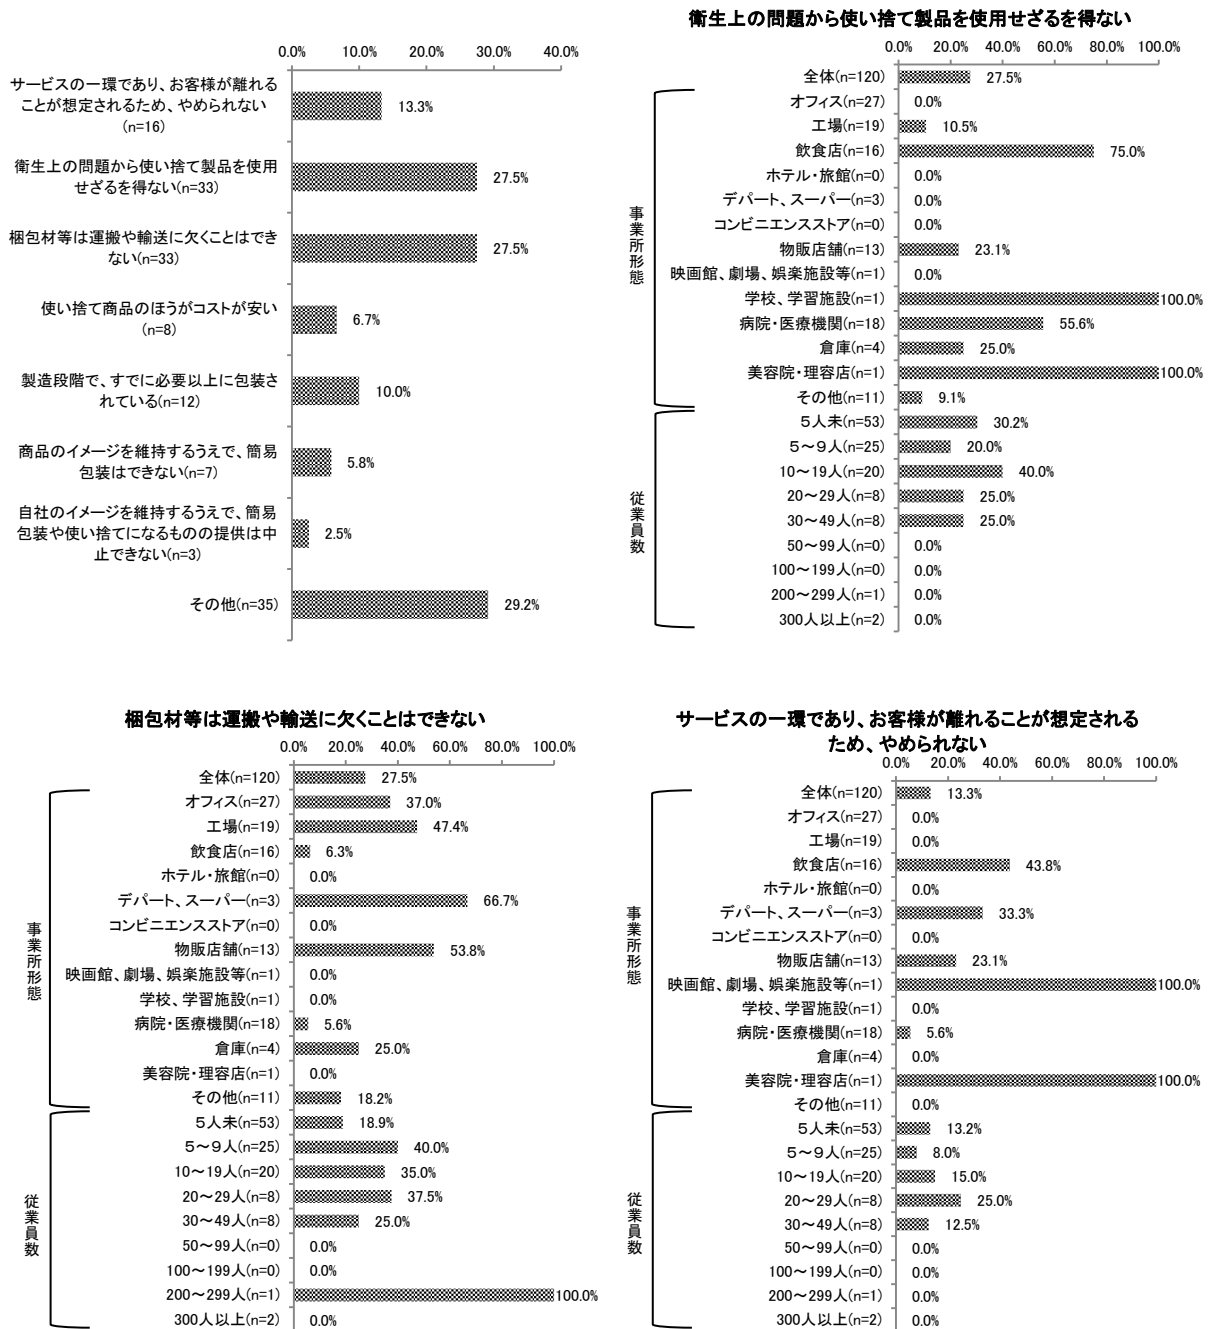 0.0% 10.0% 20.0% 30.0% 40.0%
サービスの一環であり、お客様が離れる
ことが想定されるため、やめられない
(n=16)
13.3%
衛生上の問題から使い捨て製品を使用
せざるを得ない(n=33)
27.5%
梱包材等は運搬や輸送に欠くことはでき
ない(n=33)
27.5%
使い捨て商品のほうがコストが安い
(n=8)
6.7%
製造段階で、すでに必要以上に包装さ
れている(n=12)
10.0%
商品のイメージを維持するうえで、簡易
包装はできない(n=7)
5.8%
自社のイメージを維持するうえで、簡易
包装や使い捨てになるものの提供は中
止できない(n=3)
2.5%
その他(n=35) 29.2%
衛生上の問題から使い捨て製品を使用せざるを得ない
0.0% 20.0% 40.0% 60.0% 80.0% 100.0%
全体(n=120) 27.5%
事業所形態
オフィス(n=27) 0.0%
工場(n=19) 10.5%
飲食店(n=16) 75.0%
ホテル・旅館(n=0) 0.0%
デパート、スーパー(n=3) 0.0%
コンビニエンスストア(n=0) 0.0%
物販店舗(n=13) 23.1%
映画館、劇場、娯楽施設等(n=1) 0.0%
学校、学習施設(n=1) 100.0%
病院・医療機関(n=18) 55.6%
倉庫(n=4) 25.0%
美容院・理容店(n=1) 100.0%
その他(n=11) 9.1%
従業員数
5人未(n=53) 30.2%
5～9人(n=25) 20.0%
10～19人(n=20) 40.0%
20～29人(n=8) 25.0%
30～49人(n=8) 25.0%
50～99人(n=0) 0.0%
100～199人(n=0) 0.0%
200～299人(n=1) 0.0%
300人以上(n=2) 0.0%
梱包材等は運搬や輸送に欠くことはできない
0.0% 20.0% 40.0% 60.0% 80.0% 100.0%
全体(n=120) 27.5%
事業所形態
オフィス(n=27) 37.0%
工場(n=19) 47.4%
飲食店(n=16) 6.3%
ホテル・旅館(n=0) 0.0%
デパート、スーパー(n=3) 66.7%
コンビニエンスストア(n=0) 0.0%
物販店舗(n=13) 53.8%
映画館、劇場、娯楽施設等(n=1) 0.0%
学校、学習施設(n=1) 0.0%
病院・医療機関(n=18) 5.6%
倉庫(n=4) 25.0%
美容院・理容店(n=1) 0.0%
その他(n=11) 18.2%
従業員数
5人未(n=53) 18.9%
5～9人(n=25) 40.0%
10～19人(n=20) 35.0%
20～29人(n=8) 37.5%
30～49人(n=8) 25.0%
50～99人(n=0) 0.0%
100～199人(n=0) 0.0%
200～299人(n=1) 100.0%
300人以上(n=2) 0.0%
サービスの一環であり、お客様が離れることが想定される
ため、やめられない
0.0% 20.0% 40.0% 60.0% 80.0% 100.0%
全体(n=120) 13.3%
事業所形態
オフィス(n=27) 0.0%
工場(n=19) 0.0%
飲食店(n=16) 43.8%
ホテル・旅館(n=0) 0.0%
デパート、スーパー(n=3) 33.3%
コンビニエンスストア(n=0) 0.0%
物販店舗(n=13) 23.1%
映画館、劇場、娯楽施設等(n=1) 100.0%
学校、学習施設(n=1) 0.0%
病院・医療機関(n=18) 5.6%
倉庫(n=4) 0.0%
美容院・理容店(n=1) 100.0%
その他(n=11) 0.0%
従業員数
5人未(n=53) 13.2%
5～9人(n=25) 8.0%
10～19人(n=20) 15.0%
20～29人(n=8) 25.0%
30～49人(n=8) 12.5%
50～99人(n=0) 0.0%
100～199人(n=0) 0.0%
200～299人(n=1) 0.0%
300人以上(n=2) 0.0%